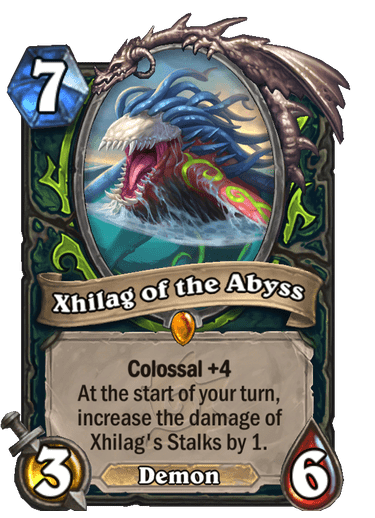 7
Xhilag of the Abyss
Colossal +4
At the start of your turn,
increase the damage of
Xhilag's Stalks by 1.
3
Demon
6